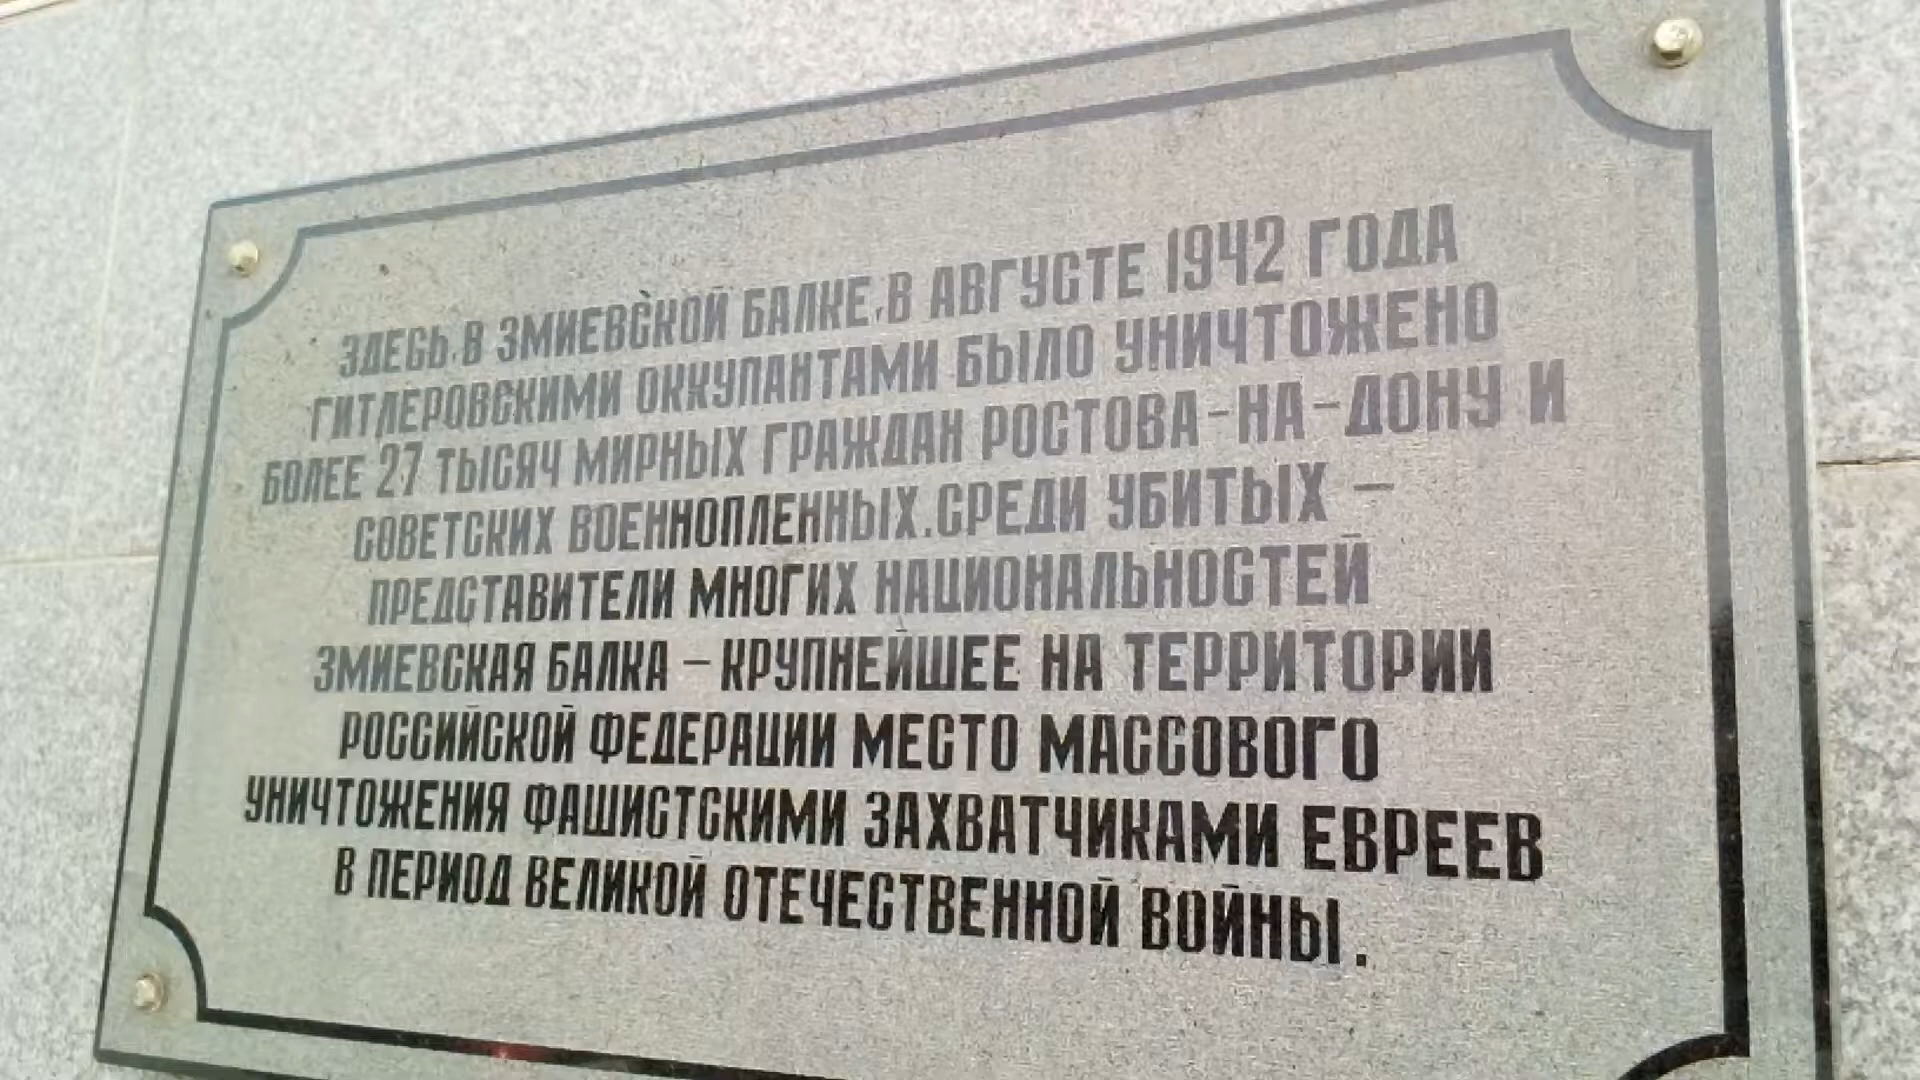 ЗДЕСЬ, В ЗМИЕВСКОЙ БАЛКЕ, В АВГУСТЕ 1942 ГОДА
ГИТЛЕРОВСКИМИ ОККУПАНТАМИ БЫЛО УНИЧТОЖЕНО
БОЛЕЕ 27 ТЫСЯЧ МИРНЫХ ГРАЖДАН РОСТОВА-НА-ДОНУ И
СОВЕТСКИХ ВОЕННОПЛЕННЫХ. СРЕДИ УБИТЫХ –
ПРЕДСТАВИТЕЛИ МНОГИХ НАЦИОНАЛЬНОСТЕЙ
ЗМИЕВСКАЯ БАЛКА – КРУПНЕЙШЕЕ НА ТЕРРИТОРИИ
РОССИЙСКОЙ ФЕДЕРАЦИИ МЕСТО МАССОВОГО
УНИЧТОЖЕНИЯ ФАШИСТСКИМИ ЗАХВАТЧИКАМИ ЕВРЕЕВ
В ПЕРИОД ВЕЛИКОЙ ОТЕЧЕСТВЕННОЙ ВОЙНЫ.